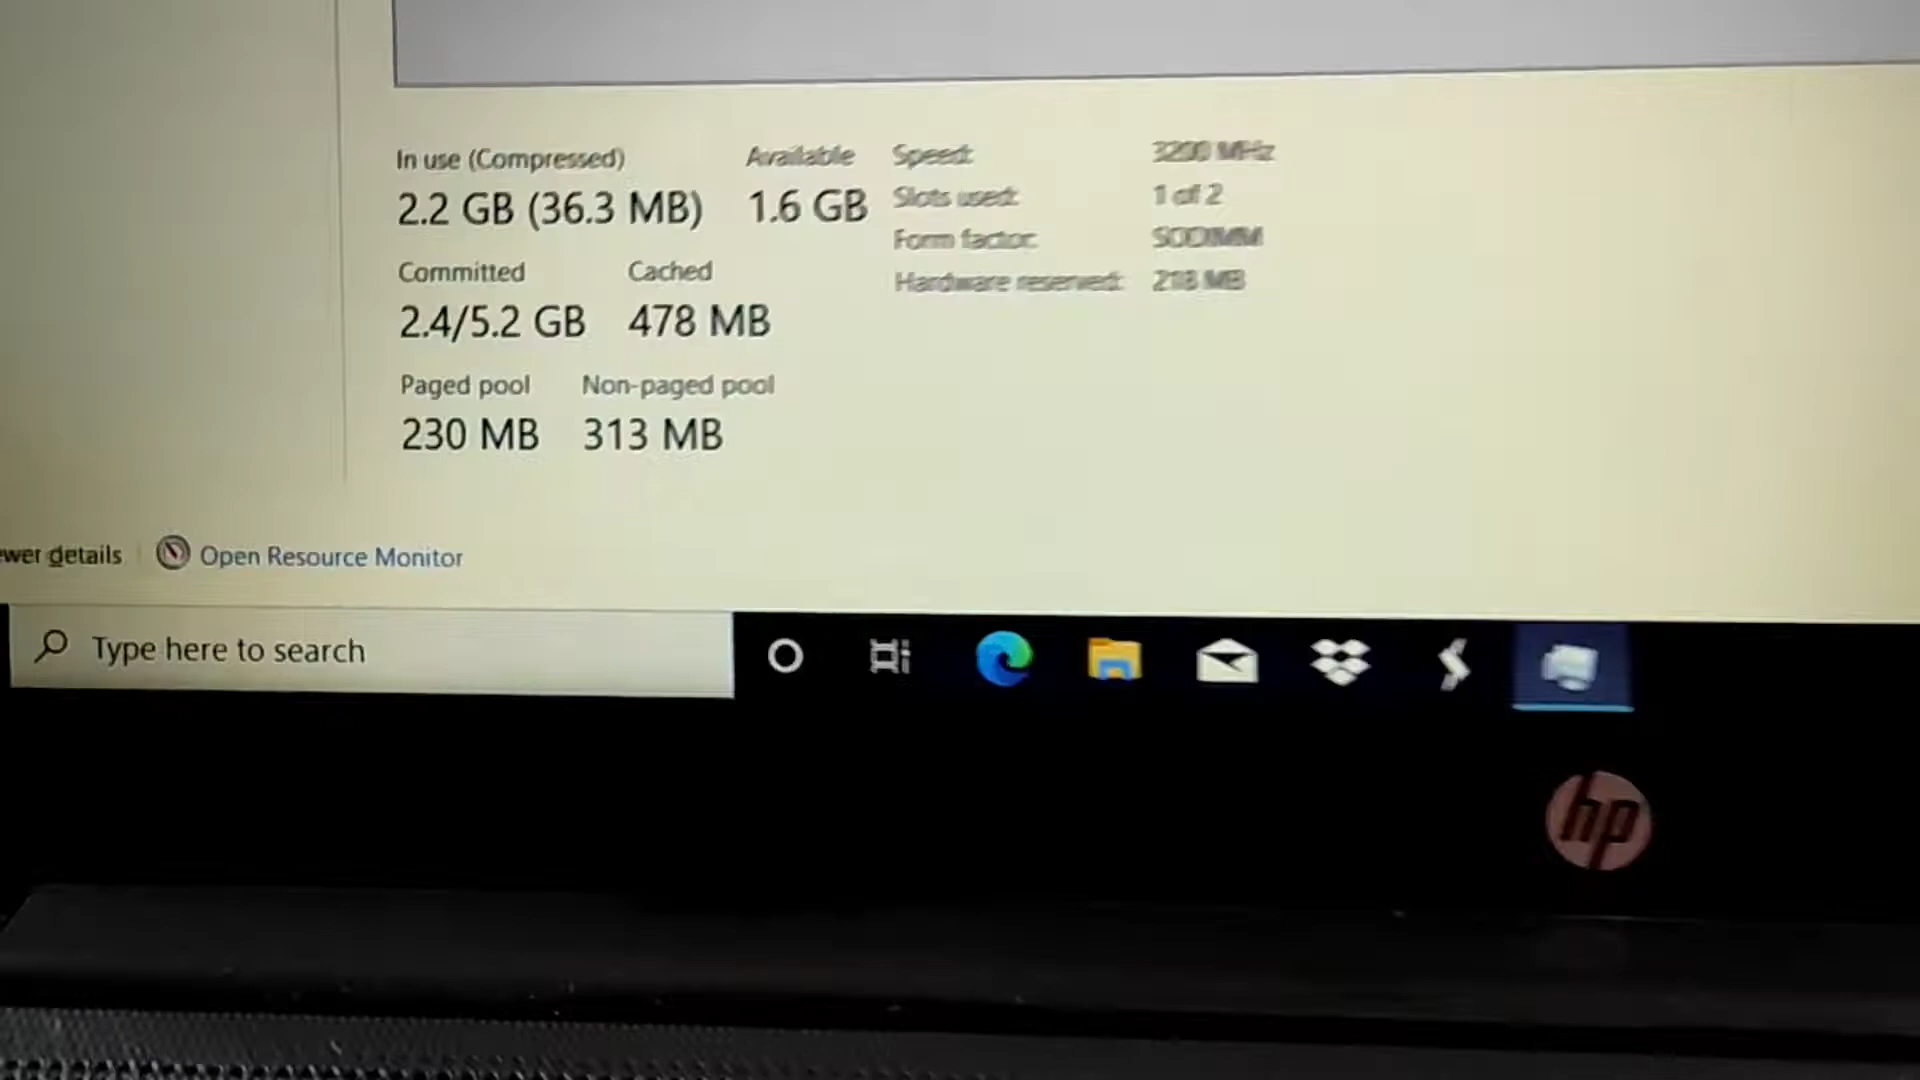 In use (Compressed) Available
2.2 GB (36.3 MB) 1.6 GB
Committed Cached
2.4/5.2 GB 478 MB
Paged pool Non-paged pool
230 MB 313 MB
Speed: 3200 MHz
Slots used: 1 of 2
Form factor: SODIMM
Hardware reserved: 218 MB
ewer details Open Resource Monitor
Type here to search
hp